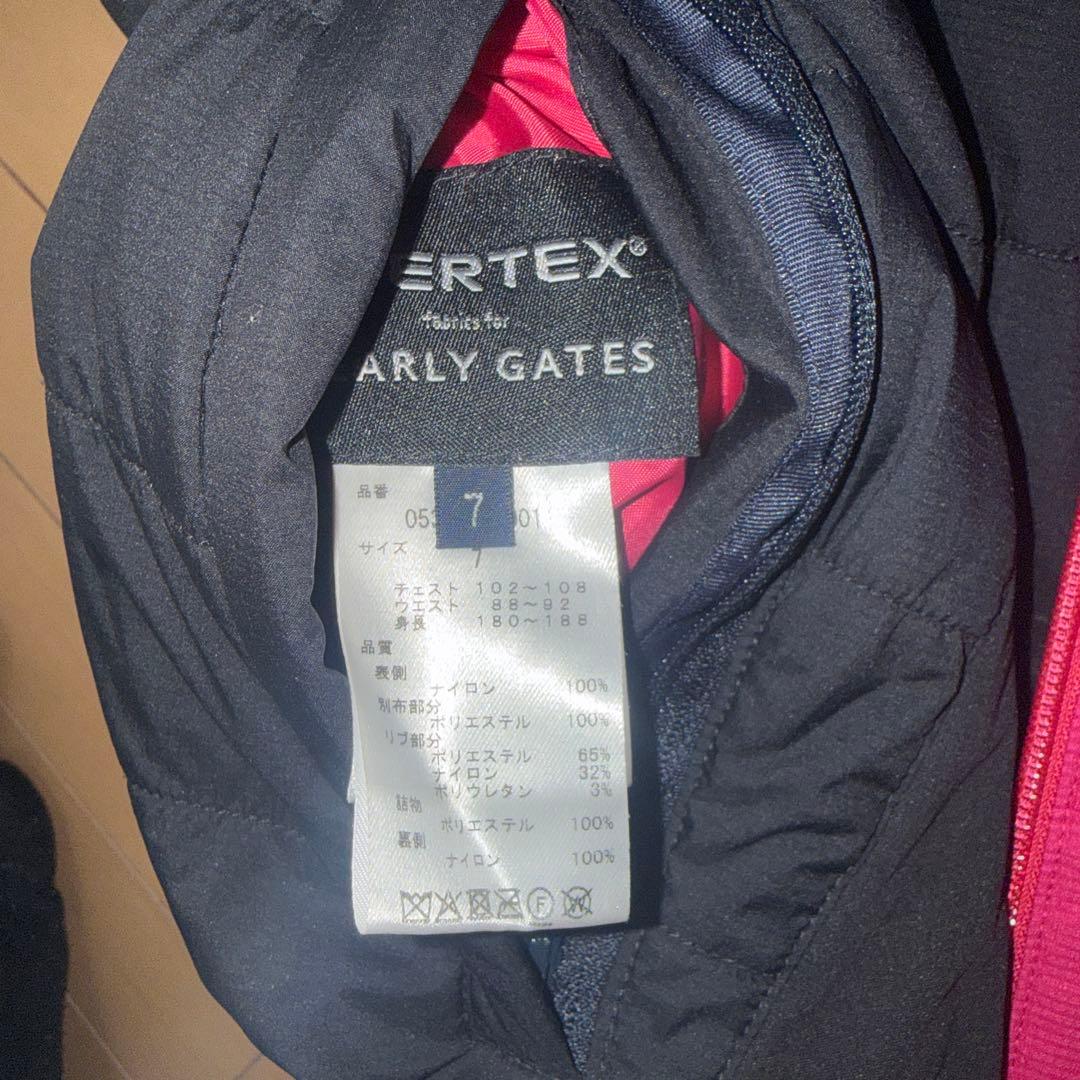 ERTEX®
fabrics for
EARLY GATES
7
品番
053 001
サイズ
7
チェスト 102~108
ウエスト 88~92
身長 180~188
品質
表側
ナイロン 100%
別布部分
ポリエステル 100%
リブ部分
ポリエステル 65%
ナイロン 32%
ポリウレタン 3%
詰物
ポリエステル 100%
裏側
ナイロン 100%
F W